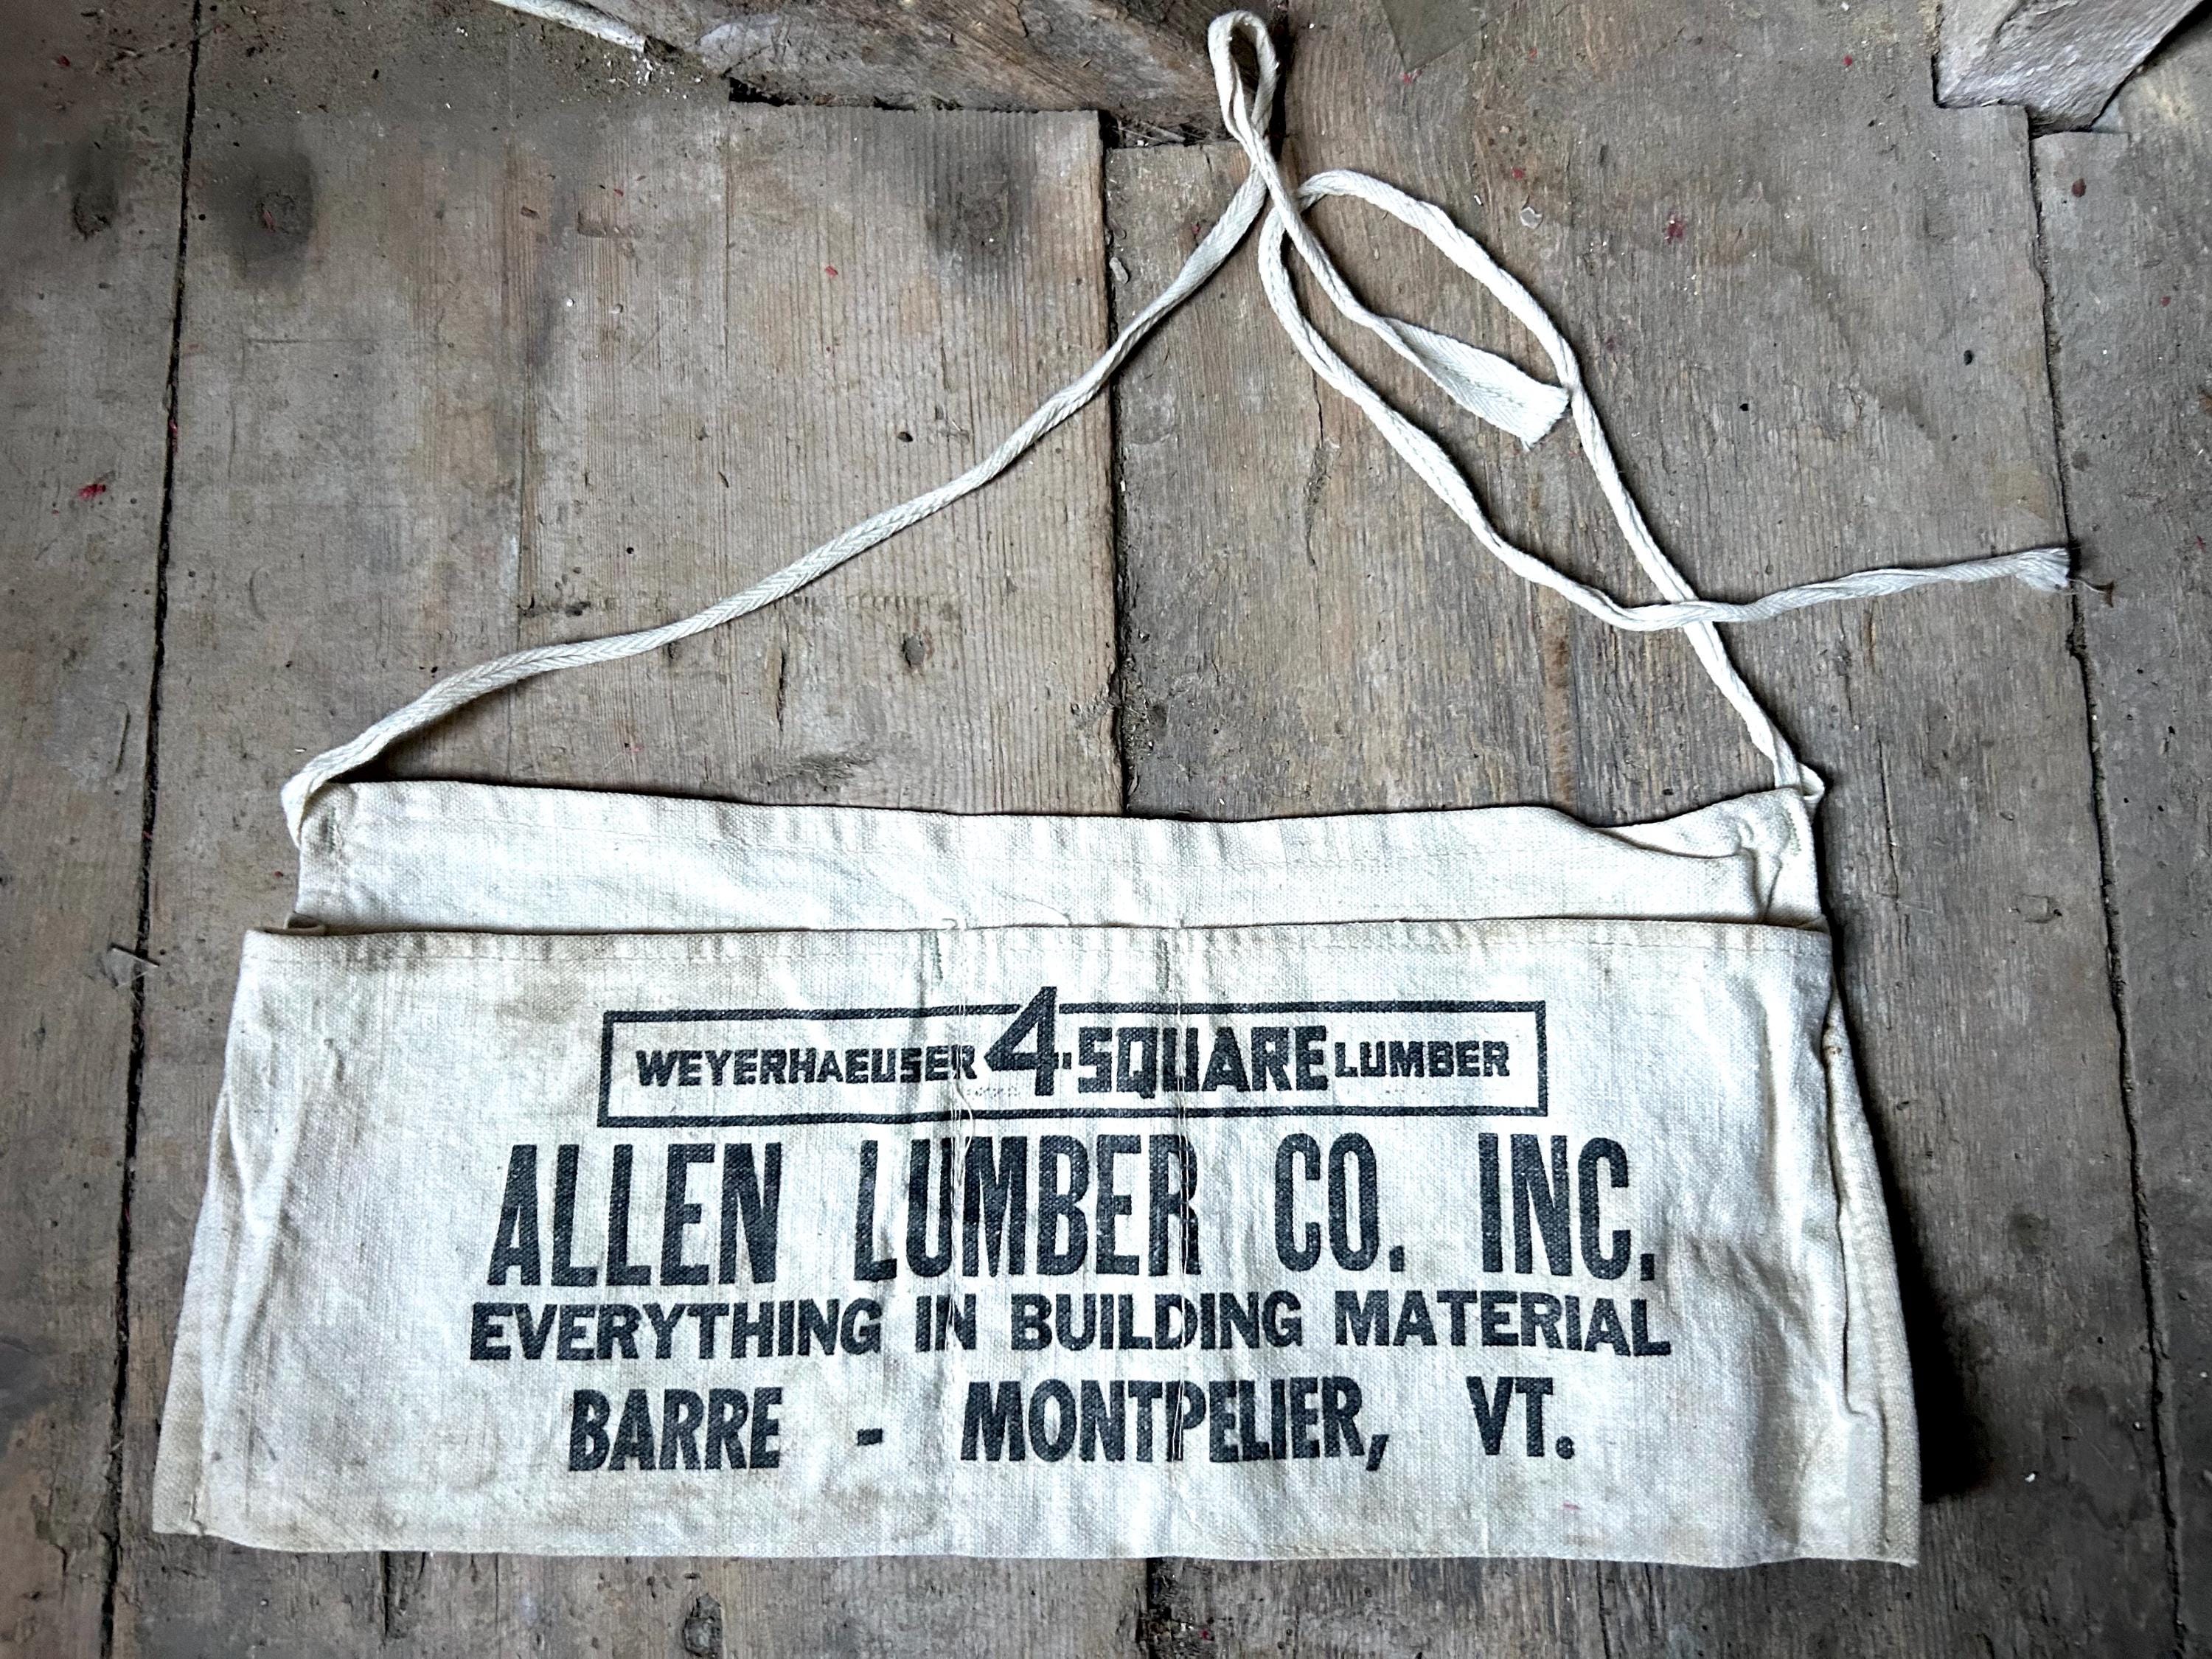 WEYERHAEUSER 4-SQUARE LUMBER
ALLEN LUMBER CO. INC.
EVERYTHING IN BUILDING MATERIAL
BARRE - MONTPELIER, VT.